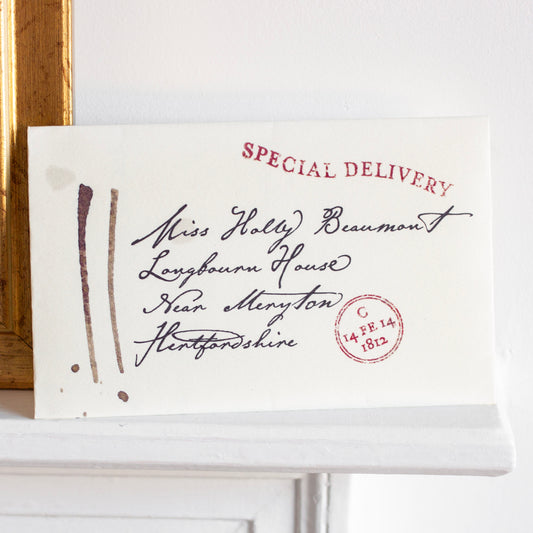 SPECIAL DELIVERY
Miss Holly Beaumont
Longbourn House
Near Meryton
Hertfordshire
C
14 FE 14
1812